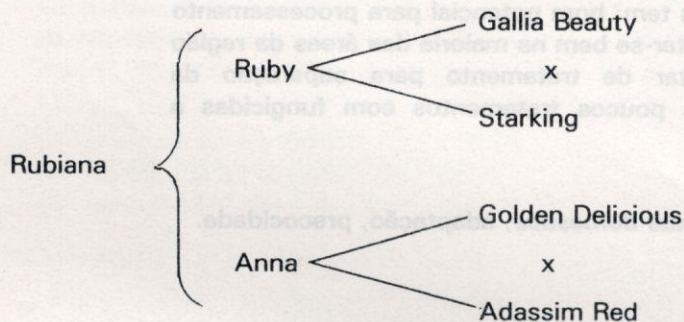 Gallia Beauty
Ruby
x
Starking
Rubiana
Golden Delicious
Anna
x
Adassim Red